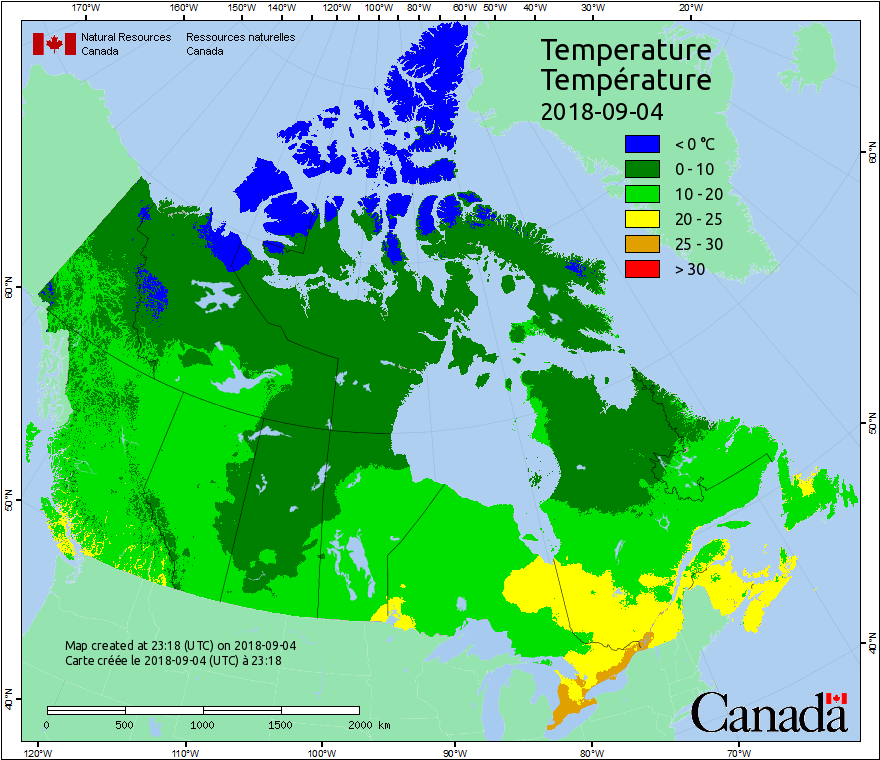 170°W 160°W 150°W 140°W 130°W 120°W 110°W 100°W 90°W 80°W 70°W 60°W 50°W 40°W 30°W 20°W
Natural Resources Canada
Ressources naturelles Canada
Temperature
Température
2018-09-04
< 0 °C
0 - 10
10 - 20
20 - 25
25 - 30
> 30
60°N
50°N
40°N
60°N
50°N
40°N
Map created at 23:18 (UTC) on 2018-09-04
Carte créée le 2018-09-04 (UTC) à 23:18
0 500 1000 1500 2000 km
Canada
120°W 110°W 100°W 90°W 80°W 70°W